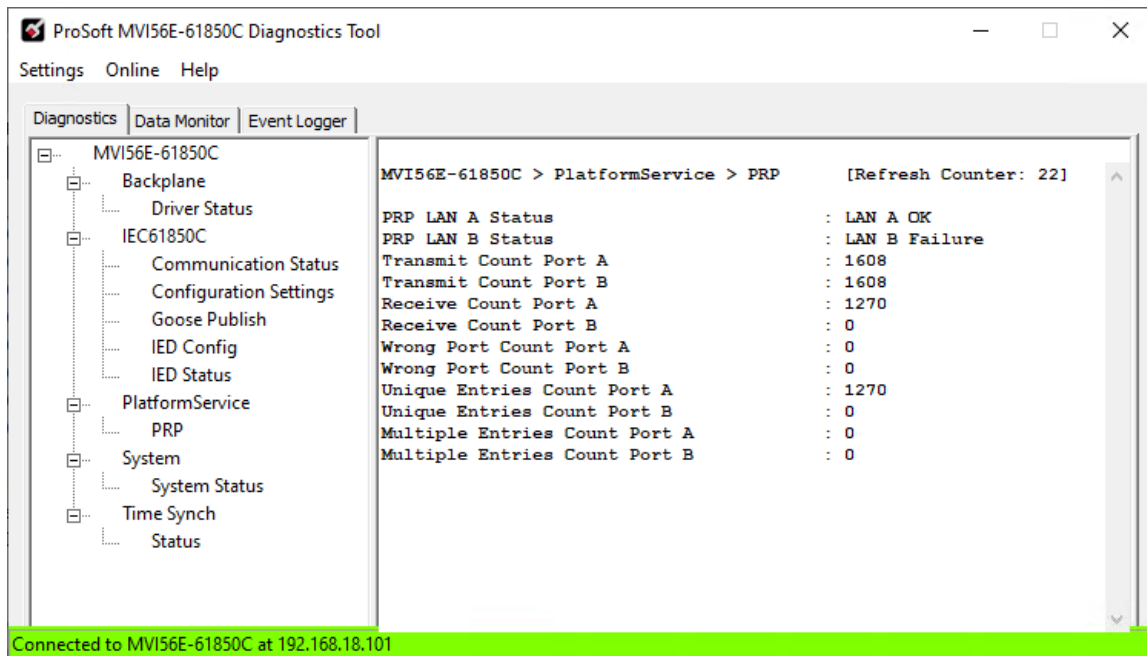 ProSoft MVI56E-61850C Diagnostics Tool
Settings Online Help
Diagnostics Data Monitor Event Logger
MVI56E-61850C
Backplane
Driver Status
IEC61850C
Communication Status
Configuration Settings
Goose Publish
IED Config
IED Status
PlatformService
PRP
System
System Status
Time Synch
Status
MVI56E-61850C > PlatformService > PRP [Refresh Counter: 22]
PRP LAN A Status : LAN A OK
PRP LAN B Status : LAN B Failure
Transmit Count Port A : 1608
Transmit Count Port B : 1608
Receive Count Port A : 1270
Receive Count Port B : 0
Wrong Port Count Port A : 0
Wrong Port Count Port B : 0
Unique Entries Count Port A : 1270
Unique Entries Count Port B : 0
Multiple Entries Count Port A : 0
Multiple Entries Count Port B : 0
Connected to MVI56E-61850C at 192.168.18.101